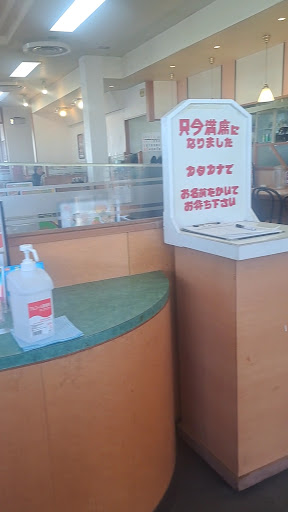 只今満席に
なりました
カタカナで
お名前をかいて
お待ち下さい